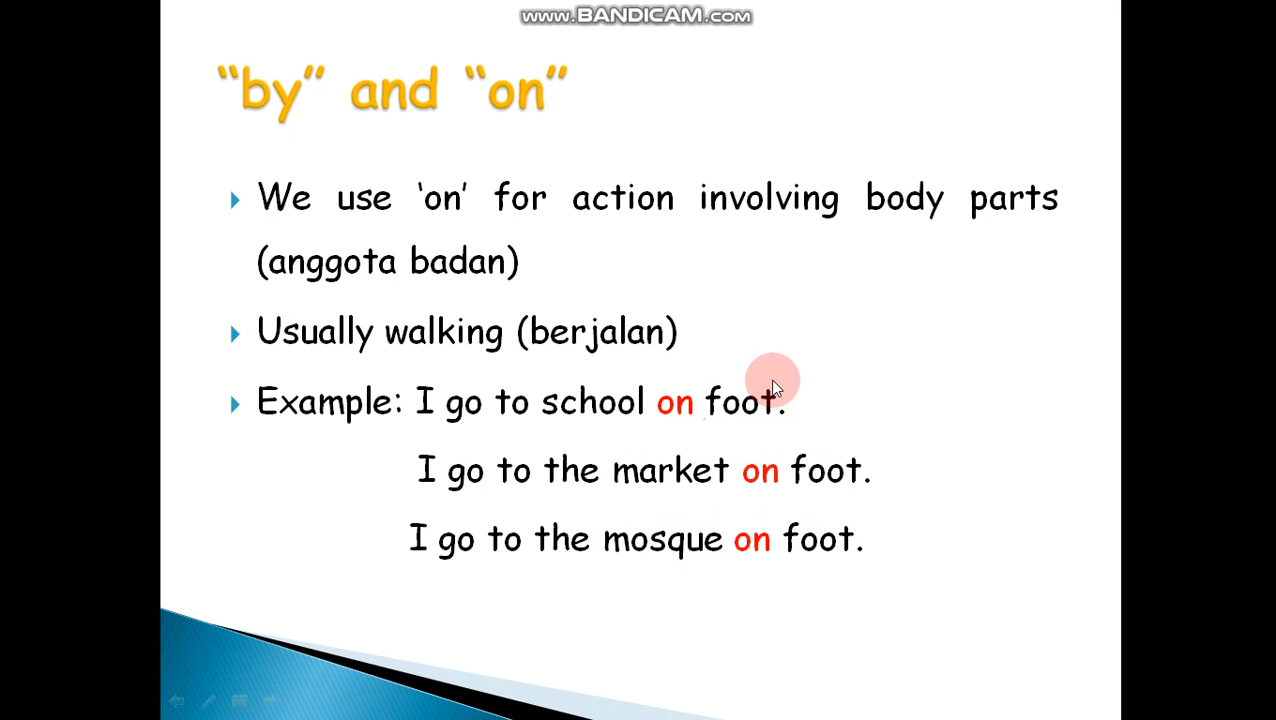 www.BANDICAM.com
“by” and “on”
We use ‘on’ for action involving body parts
(anggota badan)
Usually walking (berjalan)
Example: I go to school on foot.
I go to the market on foot.
I go to the mosque on foot.